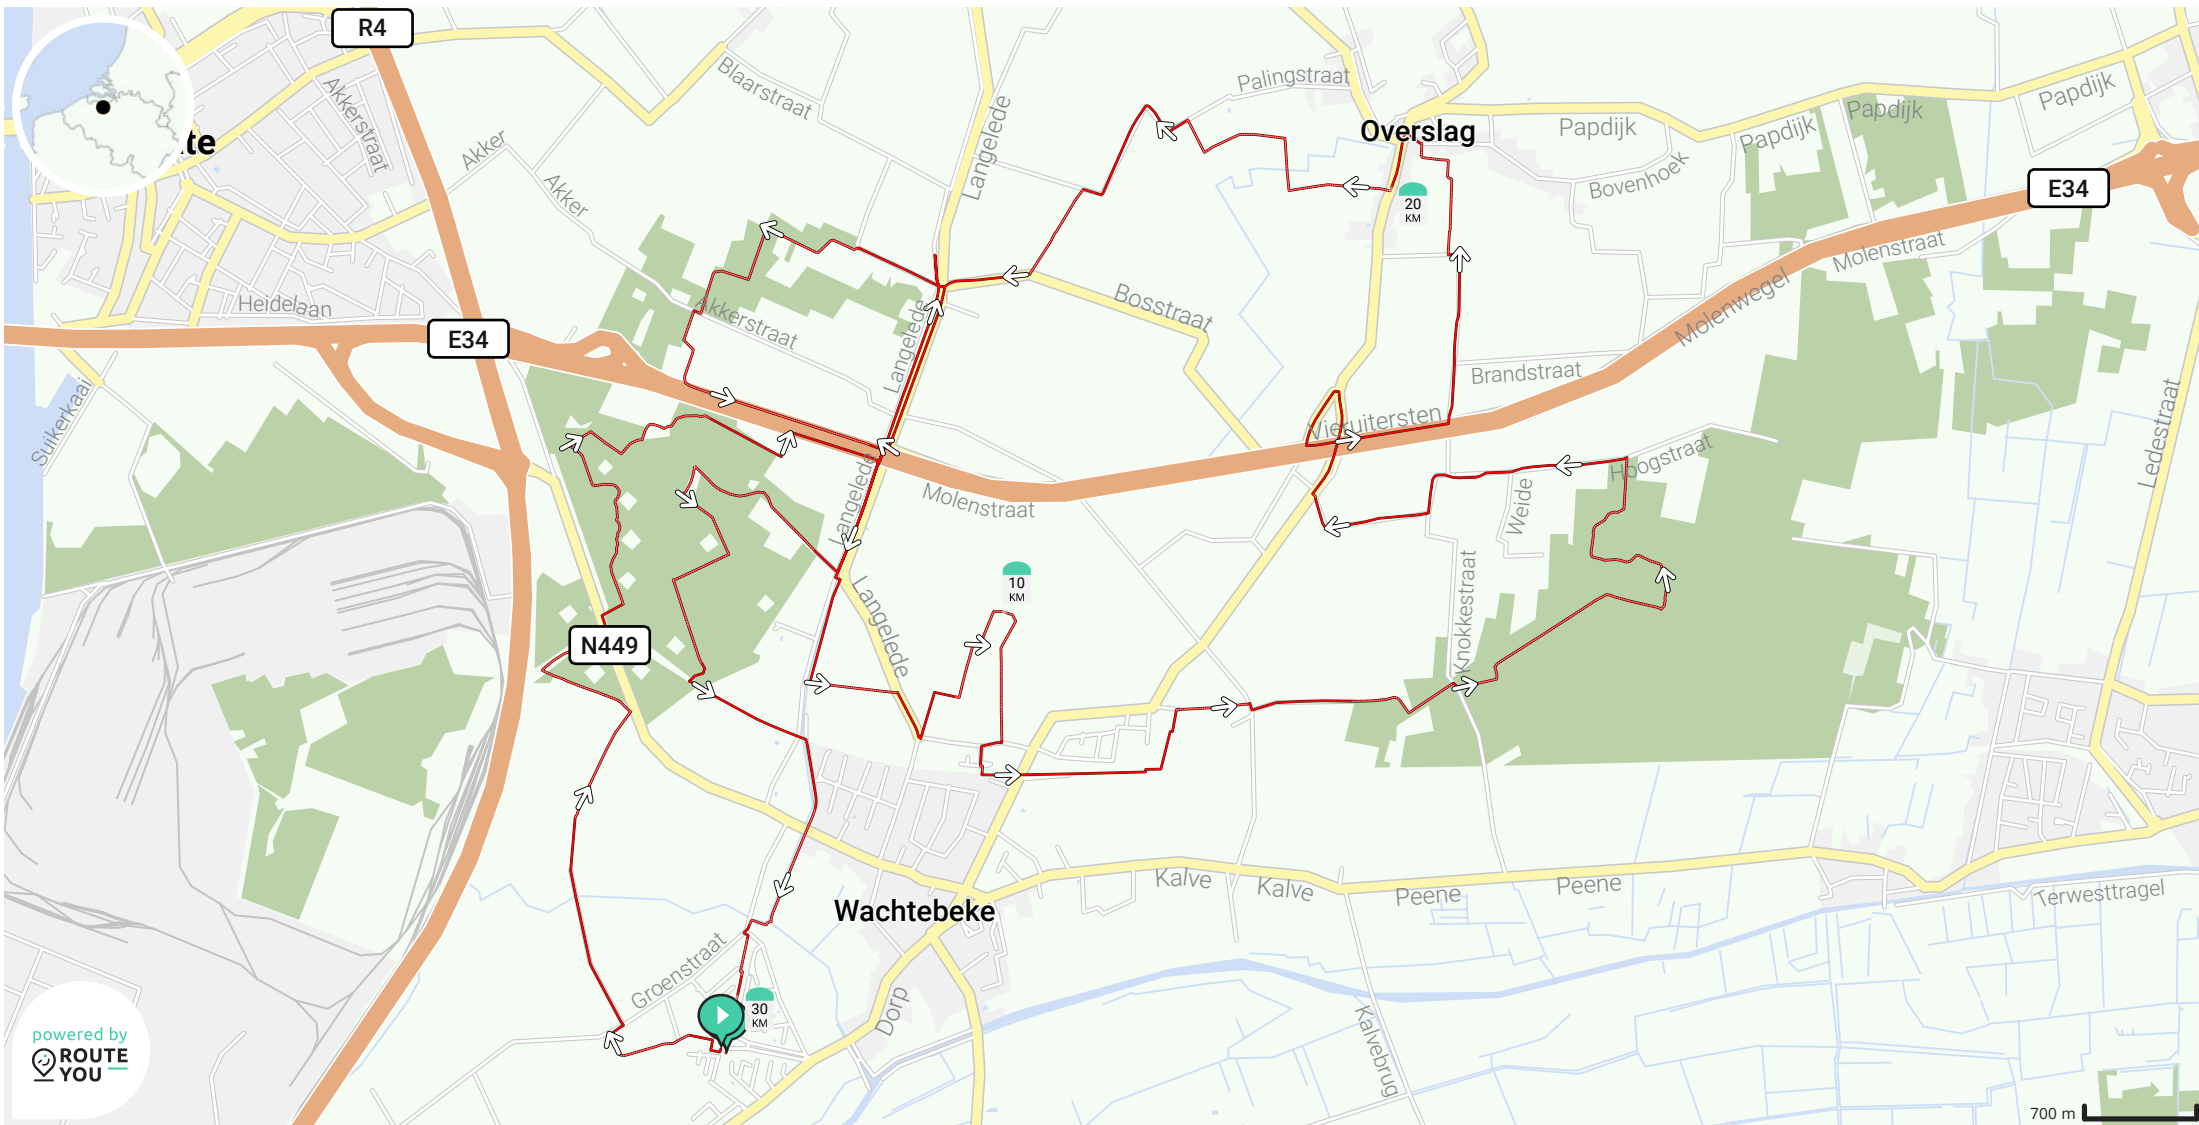 R4
te
Akkerstraat
Blaarstraat
Langelede
Palingstraat
Overslag
Papdijk
Papdijk
Papdijk
Papdijk
Akker
Akker
Bovenhoek
E34
20
KM
Molenstraat
Heidelaan
Akkerstraat
Bosstraat
Molenwegel
E34
Langelede
Brandstraat
Suikerkaai
Vieruitersten
Ledestraat
Hoogstraat
Langelede
Molenstraat
Weide
10
KM
Langelede
Knokkestraat
N449
Kalve
Kalve
Peene
Peene
Terwesttragel
Wachtebeke
Groenstraat
30
KM
Dorp
Kalvebrug
powered by
ROUTE
YOU
700 m